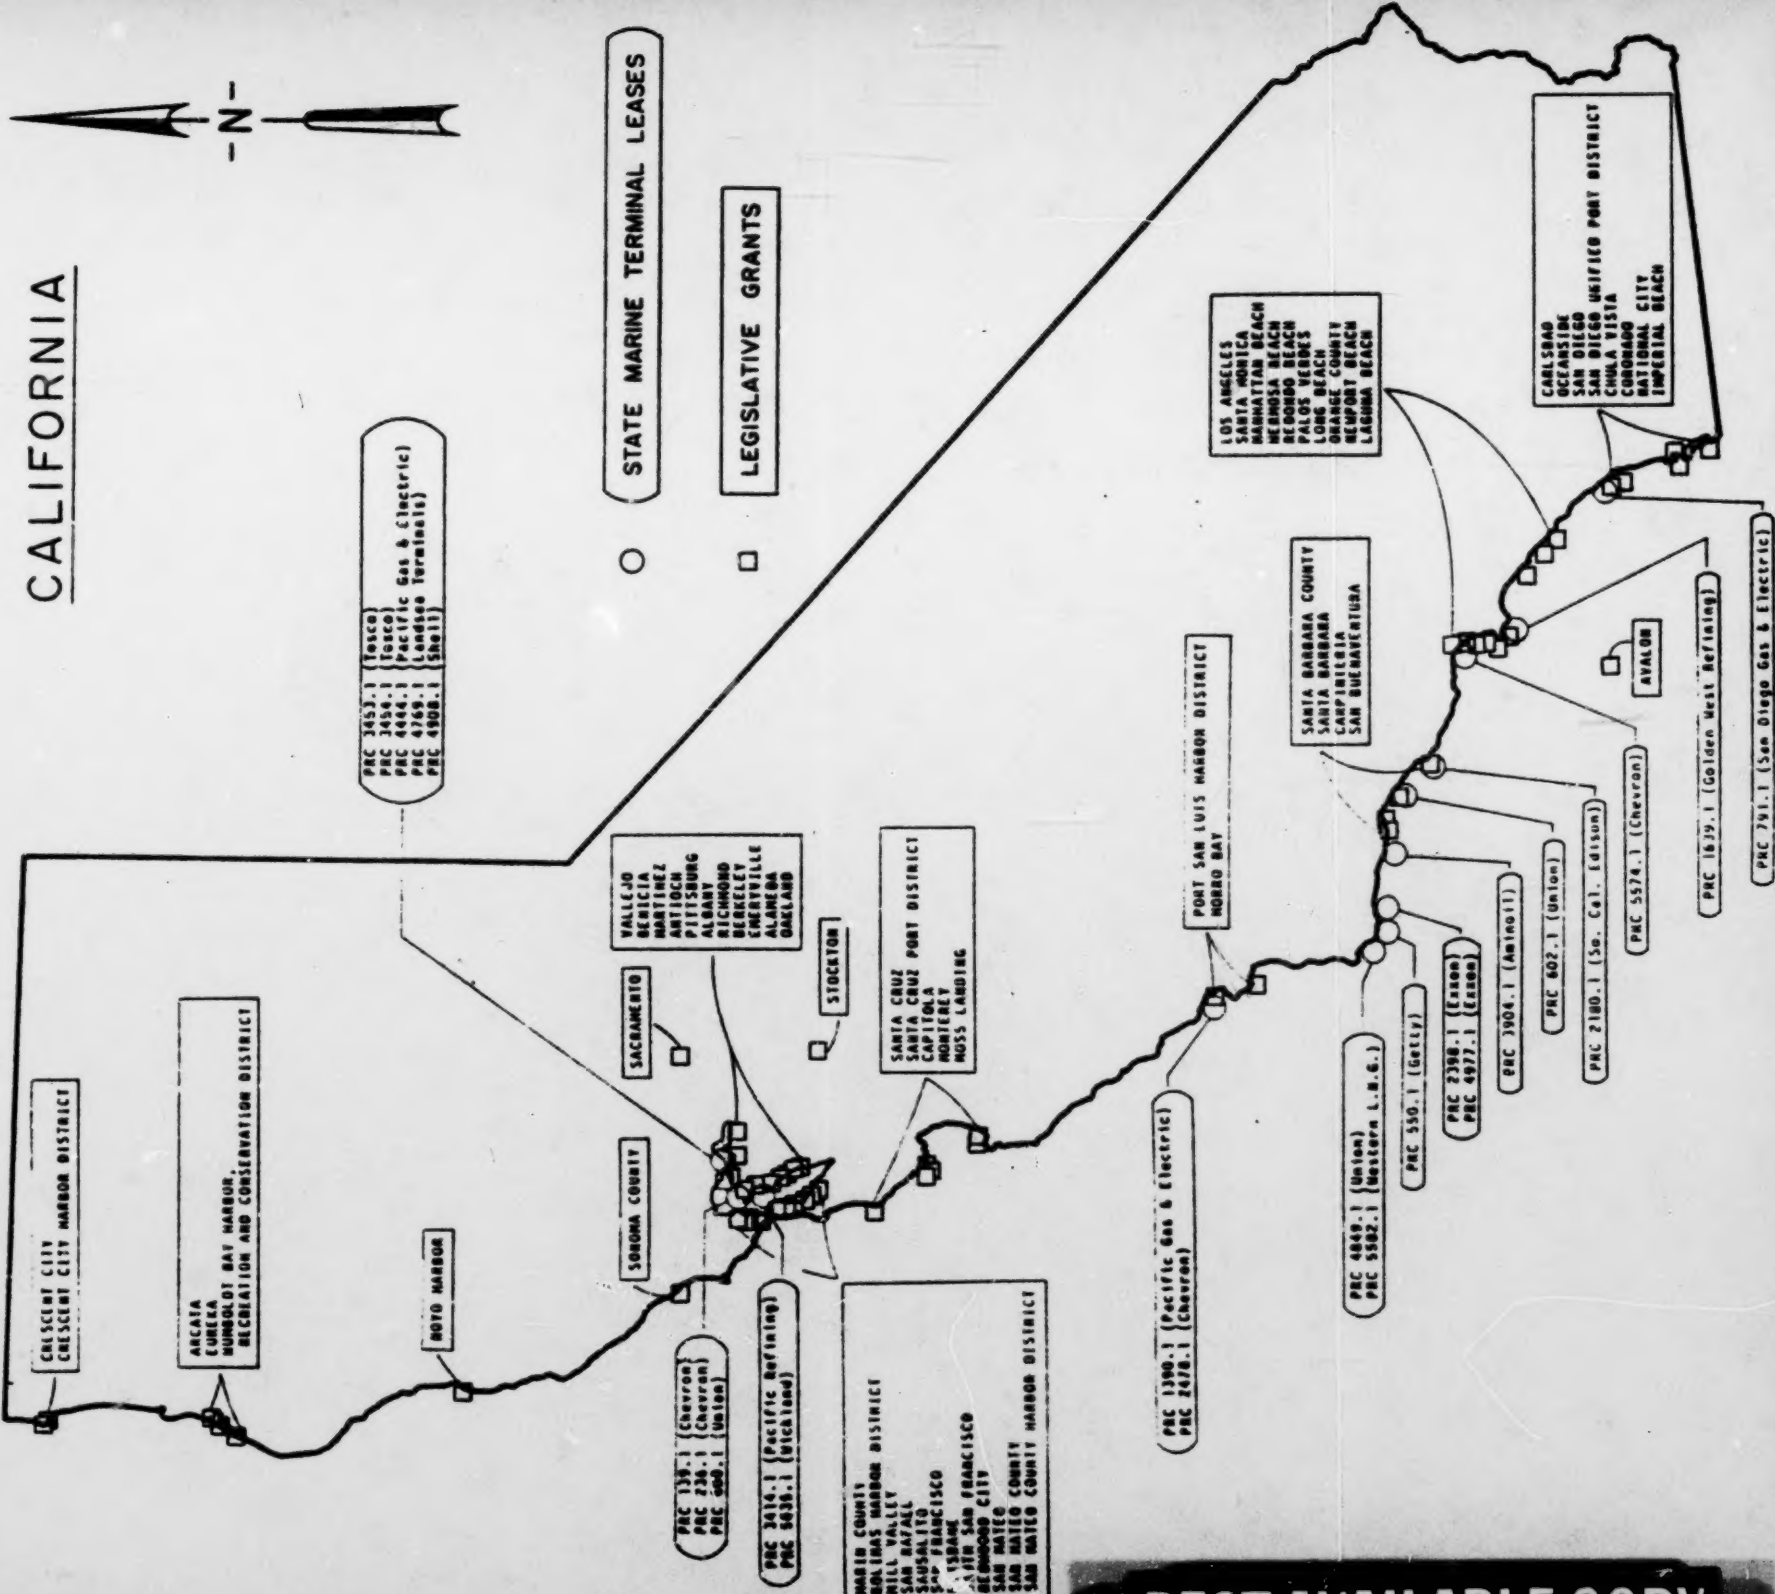 CALIFORNIA
-N-
STATE MARINE TERMINAL LEASES
LEGISLATIVE GRANTS
PRC 3453.1 (Tosco)
PRC 3454.1 (Tosco)
PRC 4444.1 (Pacific Gas & Electric)
PRC 4769.1 (Landsea Terminals)
PRC 4908.1 (Shell)
CRESCENT CITY
CRESCENT CITY HARBOR DISTRICT
ARCATA
EUREKA
HUMBOLDT BAY HARBOR,
RECREATION AND CONSERVATION DISTRICT
NOYO HARBOR
SONOMA COUNTY
SACRAMENTO
VALLEJO
BENICIA
MARTINEZ
ANTIOCH
PITTSBURG
ALBANY
RICHMOND
BERKELEY
EMERYVILLE
ALAMEDA
OAKLAND
STOCKTON
SANTA CRUZ
SANTA CRUZ PORT DISTRICT
CAPITOLA
MONTEREY
MOSS LANDING
PRC 139.1 (Chevron)
PRC 236.1 (Chevron)
PRC 600.1 (Union)
PRC 3414.1 (Pacific Refining)
PRC 5636.1 (Wickland)
MARIN COUNTY
BOLINAS HARBOR DISTRICT
MILL VALLEY
SAN RAFAEL
SAUSALITO
SAN FRANCISCO
SAN FRANCISCO
REDWOOD CITY
SAN MATEO
SAN MATEO COUNTY
SAN MATEO COUNTY HARBOR DISTRICT
PORT SAN LUIS HARBOR DISTRICT
MORRO BAY
PRC 1390.1 (Pacific Gas & Electric)
PRC 2478.1 (Chevron)
SANTA BARBARA COUNTY
SANTA BARBARA
CARPINTERIA
SAN BUENAVENTURA
LOS ANGELES
SANTA MONICA
MANHATTAN BEACH
HERMOSA BEACH
REDONDO BEACH
PALOS VERDES
LONG BEACH
ORANGE COUNTY
NEWPORT BEACH
LAGUNA BEACH
CARLSBAD
OCEANSIDE
SAN DIEGO
SAN DIEGO UNIFIED PORT DISTRICT
CHULA VISTA
CORONADO
NATIONAL CITY
IMPERIAL BEACH
AVALON
PRC 4849.1 (Union)
PRC 5502.1 (Western L.N.G.)
PRC 550.1 (Getty)
PRC 2398.1 (Exxon)
PRC 4977.1 (Exxon)
PRC 3904.1 (Aminoil)
PRC 602.1 (Union)
PRC 2180.1 (So. Cal. Edison)
PRC 5574.1 (Chevron)
PRC 1639.1 (Golden West Refining)
PRC 791.1 (San Diego Gas & Electric)
BEST AVAILABLE COPY